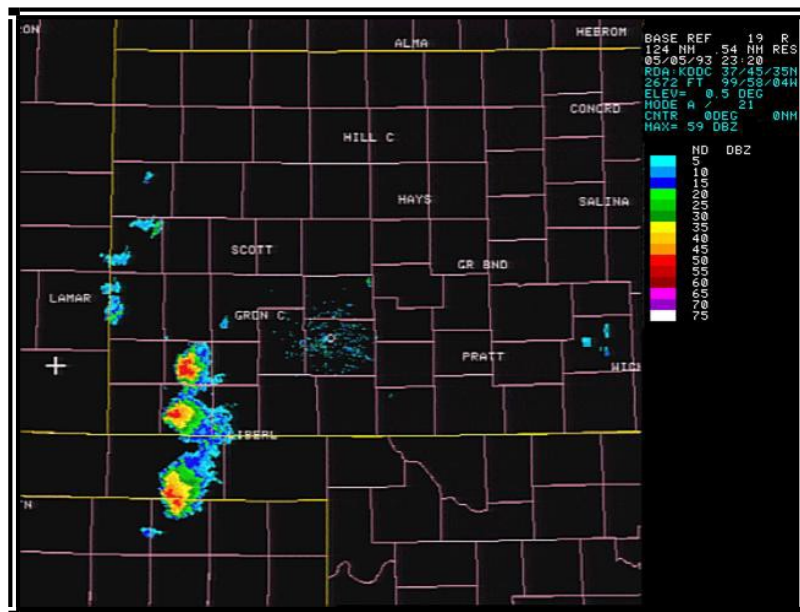 BASE REF 19 R
124 NM .54 NM RES
05/05/93 23:20
RDA:KDDC 37/45/35N
2672 FT 99/58/04W
ELEV= 0.5 DEG
MODE A / 21
CNTR 0DEG 0NM
MAX= 59 DBZ
ND DBZ
5
10
15
20
25
30
35
40
45
50
55
60
65
70
75
ON
HEBROM
ALMA
CONCRD
HILL C
HAYS
SALINA
SCOTT
GR BND
LAMAR
GRDN C
PRATT
WICH
LIBERL
N